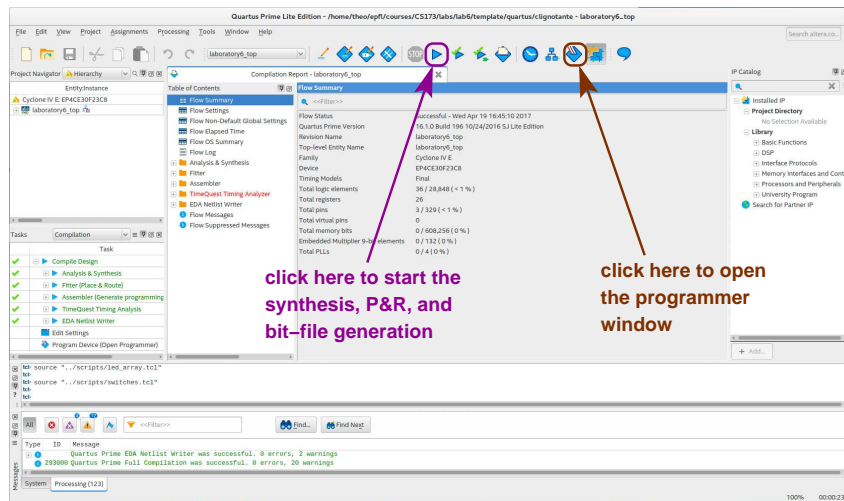 Quartus Prime Lite Edition - /home/theo/epfl/courses/CS173/labs/lab6/template/quartus/clignotante - laboratory6_top
File Edit View Project Assignments Processing Tools Window Help
Search altera.co...
laboratory6_top
STOP
Project Navigator Hierarchy
Entity:Instance
Cyclone IV E: EP4CE30F23C8
laboratory6_top
Compilation Report - laboratory6_top
Table of Contents
Flow Summary
Flow Settings
Flow Non-Default Global Settings
Flow Elapsed Time
Flow OS Summary
Flow Log
Analysis & Synthesis
Fitter
Assembler
TimeQuest Timing Analyzer
EDA Netlist Writer
Flow Messages
Flow Suppressed Messages
Flow Summary
<<Filter>>
Flow Status Successful - Wed Apr 19 16:45:10 2017
Quartus Prime Version 16.1.0 Build 196 10/24/2016 SJ Lite Edition
Revision Name laboratory6_top
Top-level Entity Name laboratory6_top
Family Cyclone IV E
Device EP4CE30F23C8
Timing Models Final
Total logic elements 36 / 28,848 ( < 1 % )
Total registers 26
Total pins 3 / 329 ( < 1 % )
Total virtual pins 0
Total memory bits 0 / 608,256 ( 0 % )
Embedded Multiplier 9-bit elements 0 / 132 ( 0 % )
Total PLLs 0 / 4 ( 0 % )
click here to start the
synthesis, P&R, and
bit–file generation
click here to open
the programmer
window
IP Catalog
Installed IP
Project Directory
No Selection Available
Library
Basic Functions
DSP
Interface Protocols
Memory Interfaces and Cont
Processors and Peripherals
University Program
Search for Partner IP
+ Add...
Tasks Compilation
Task
Compile Design
Analysis & Synthesis
Fitter (Place & Route)
Assembler (Generate programming
TimeQuest Timing Analysis
EDA Netlist Writer
Edit Settings
Program Device (Open Programmer)
tcl> source "../scripts/led_array.tcl"
tcl>
tcl> source "../scripts/switches.tcl"
tcl>
tcl>
All
<<Filter>>
Find...
Find Next
Type ID Message
Quartus Prime EDA Netlist Writer was successful. 0 errors, 2 warnings
293000 Quartus Prime Full Compilation was successful. 0 errors, 20 warnings
Messages
System Processing (123)
100% 00:00:23